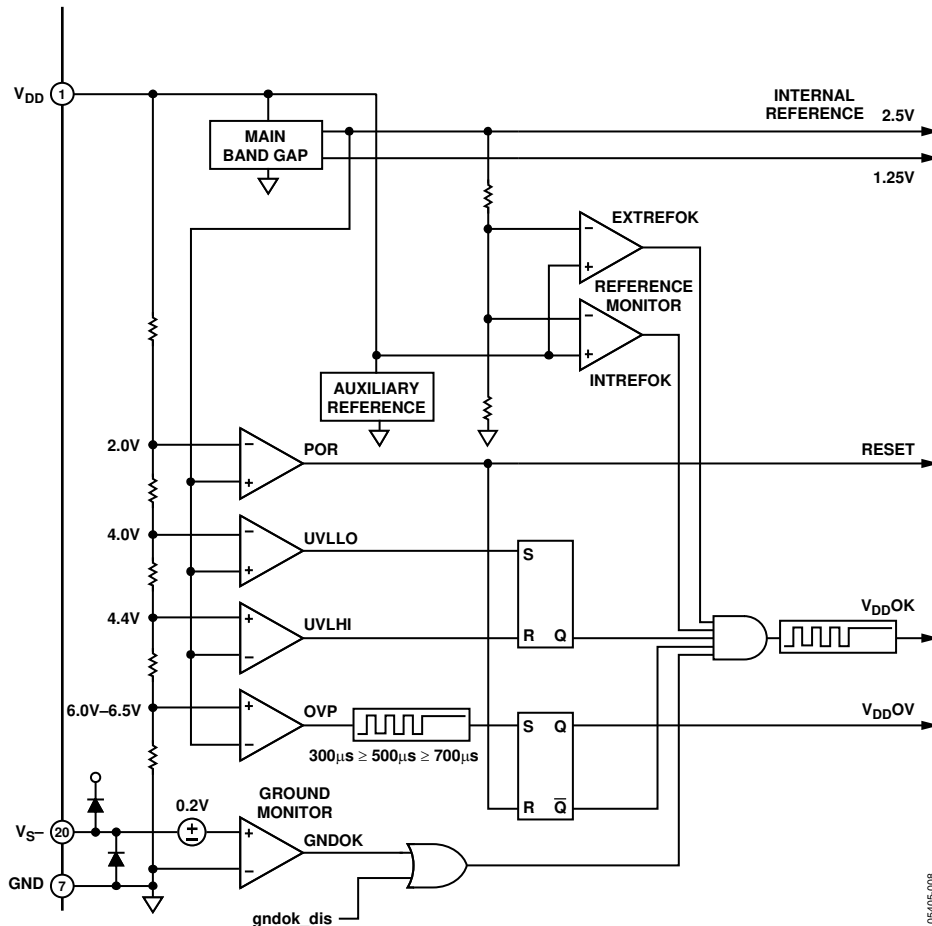 VDD 1
MAIN
BAND GAP
INTERNAL
REFERENCE
2.5V
1.25V
EXTREFOK
−
+
REFERENCE
MONITOR
−
+
INTREFOK
AUXILIARY
REFERENCE
2.0V
−
+
POR
RESET
4.0V
−
+
UVLLO
S
R Q
4.4V
+
−
UVLHI
VDDOK
6.0V–6.5V
+
−
OVP
300µs ≥ 500µs ≥ 700µs
S Q
R Q̅
VDDOV
GROUND
MONITOR
0.2V
±
VS– 20
+
−
GNDOK
GND 7
gndok_dis
05405-008